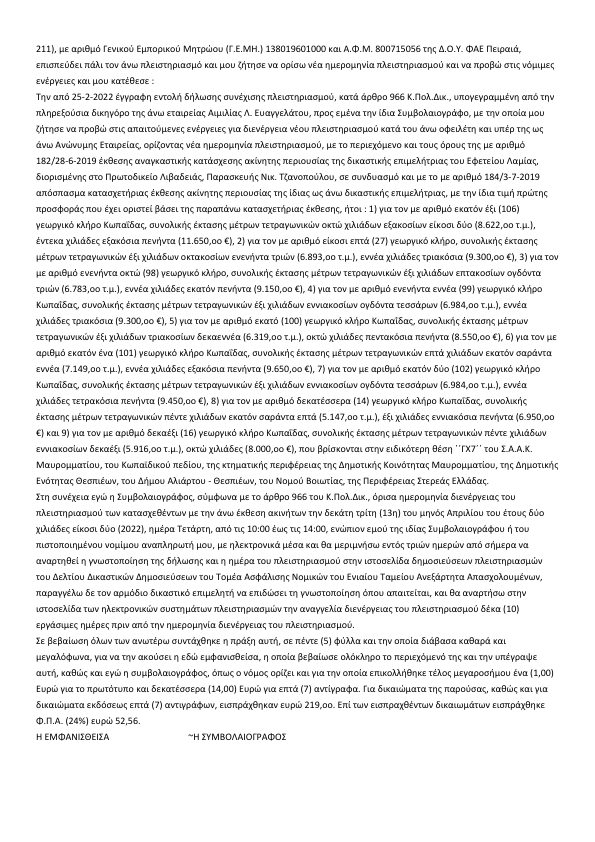 211), με αριθμό Γενικού Εμπορικού Μητρώου (Γ.Ε.ΜΗ.) 138019601000 και Α.Φ.Μ. 800715056 της Δ.Ο.Υ. ΦΑΕ Πειραιά,
επισπεύδει πάλι τον άνω πλειστηριασμό και μου ζήτησε να ορίσω νέα ημερομηνία πλειστηριασμού και να προβώ στις νόμιμες
ενέργειες και μου κατέθεσε :
Την από 25-2-2022 έγγραφη εντολή δήλωσης συνέχισης πλειστηριασμού, κατά άρθρο 966 Κ.Πολ.Δικ., υπογεγραμμένη από την
πληρεξούσια δικηγόρο της άνω εταιρείας Αιμιλίας Λ. Ευαγγελάτου, προς εμένα την ίδια Συμβολαιογράφο, με την οποία μου
ζήτησε να προβώ στις απαιτούμενες ενέργειες για διενέργεια νέου πλειστηριασμού κατά του άνω οφειλέτη και υπέρ της ως
άνω Ανώνυμης Εταιρείας, ορίζοντας νέα ημερομηνία πλειστηριασμού, με το περιεχόμενο και τους όρους της με αριθμό
182/28-6-2019 έκθεσης αναγκαστικής κατάσχεσης ακίνητης περιουσίας της δικαστικής επιμελήτριας του Εφετείου Λαμίας,
διορισμένης στο Πρωτοδικείο Λιβαδειάς, Παρασκευής Νικ. Τζανοπούλου, σε συνδυασμό και με το με αριθμό 184/3-7-2019
απόσπασμα κατασχετήριας έκθεσης ακίνητης περιουσίας της ίδιας ως άνω δικαστικής επιμελήτριας, με την ίδια τιμή πρώτης
προσφοράς που έχει οριστεί βάσει της παραπάνω κατασχετήριας έκθεσης, ήτοι : 1) για τον με αριθμό εκατόν έξι (106)
γεωργικό κλήρο Κωπαΐδας, συνολικής έκτασης μέτρων τετραγωνικών οκτώ χιλιάδων εξακοσίων είκοσι δύο (8.622,οο τ.μ.),
έντεκα χιλιάδες εξακόσια πενήντα (11.650,οο €), 2) για τον με αριθμό είκοσι επτά (27) γεωργικό κλήρο, συνολικής έκτασης
μέτρων τετραγωνικών έξι χιλιάδων οκτακοσίων ενενήντα τριών (6.893,οο τ.μ.), εννέα χιλιάδες τριακόσια (9.300,οο €), 3) για τον
με αριθμό ενενήντα οκτώ (98) γεωργικό κλήρο, συνολικής έκτασης μέτρων τετραγωνικών έξι χιλιάδων επτακοσίων ογδόντα
τριών (6.783,οο τ.μ.), εννέα χιλιάδες εκατόν πενήντα (9.150,οο €), 4) για τον με αριθμό ενενήντα εννέα (99) γεωργικό κλήρο
Κωπαΐδας, συνολικής έκτασης μέτρων τετραγωνικών έξι χιλιάδων εννιακοσίων ογδόντα τεσσάρων (6.984,οο τ.μ.), εννέα
χιλιάδες τριακόσια (9.300,οο €), 5) για τον με αριθμό εκατό (100) γεωργικό κλήρο Κωπαΐδας, συνολικής έκτασης μέτρων
τετραγωνικών έξι χιλιάδων τριακοσίων δεκαεννέα (6.319,οο τ.μ.), οκτώ χιλιάδες πεντακόσια πενήντα (8.550,οο €), 6) για τον με
αριθμό εκατόν ένα (101) γεωργικό κλήρο Κωπαΐδας, συνολικής έκτασης μέτρων τετραγωνικών επτά χιλιάδων εκατόν σαράντα
εννέα (7.149,οο τ.μ.), εννέα χιλιάδες εξακόσια πενήντα (9.650,οο €), 7) για τον με αριθμό εκατόν δύο (102) γεωργικό κλήρο
Κωπαΐδας, συνολικής έκτασης μέτρων τετραγωνικών έξι χιλιάδων εννιακοσίων ογδόντα τεσσάρων (6.984,οο τ.μ.), εννέα
χιλιάδες τετρακόσια πενήντα (9.450,οο €), 8) για τον με αριθμό δεκατέσσερα (14) γεωργικό κλήρο Κωπαΐδας, συνολικής
έκτασης μέτρων τετραγωνικών πέντε χιλιάδων εκατόν σαράντα επτά (5.147,οο τ.μ.), έξι χιλιάδες εννιακόσια πενήντα (6.950,οο
€) και 9) για τον με αριθμό δεκαέξι (16) γεωργικό κλήρο Κωπαΐδας, συνολικής έκτασης μέτρων τετραγωνικών πέντε χιλιάδων
εννιακοσίων δεκαέξι (5.916,οο τ.μ.), οκτώ χιλιάδες (8.000,οο €), που βρίσκονται στην ειδικότερη θέση ΄΄ΓΧ7΄΄ του Σ.Α.Α.Κ.
Μαυρομματίου, του Κωπαϊδικού πεδίου, της κτηματικής περιφέρειας της Δημοτικής Κοινότητας Μαυρομματίου, της Δημοτικής
Ενότητας Θεσπιέων, του Δήμου Αλιάρτου - Θεσπιέων, του Νομού Βοιωτίας, της Περιφέρειας Στερεάς Ελλάδας.
Στη συνέχεια εγώ η Συμβολαιογράφος, σύμφωνα με το άρθρο 966 του Κ.Πολ.Δικ., όρισα ημερομηνία διενέργειας του
πλειστηριασμού των κατασχεθέντων με την άνω έκθεση ακινήτων την δεκάτη τρίτη (13η) του μηνός Απριλίου του έτους δύο
χιλιάδες είκοσι δύο (2022), ημέρα Τετάρτη, από τις 10:00 έως τις 14:00, ενώπιον εμού της ιδίας Συμβολαιογράφου ή του
πιστοποιημένου νομίμου αναπληρωτή μου, με ηλεκτρονικά μέσα και θα μεριμνήσω εντός τριών ημερών από σήμερα να
αναρτηθεί η γνωστοποίηση της δήλωσης και η ημέρα του πλειστηριασμού στην ιστοσελίδα δημοσιεύσεων πλειστηριασμών
του Δελτίου Δικαστικών Δημοσιεύσεων του Τομέα Ασφάλισης Νομικών του Ενιαίου Ταμείου Ανεξάρτητα Απασχολουμένων,
παραγγέλω δε τον αρμόδιο δικαστικό επιμελητή να επιδώσει τη γνωστοποίηση όπου απαιτείται, και θα αναρτήσω στην
ιστοσελίδα των ηλεκτρονικών συστημάτων πλειστηριασμών την αναγγελία διενέργειας του πλειστηριασμού δέκα (10)
εργασίμες ημέρες πριν από την ημερομηνία διενέργειας του πλειστηριασμού.
Σε βεβαίωση όλων των ανωτέρω συντάχθηκε η πράξη αυτή, σε πέντε (5) φύλλα και την οποία διάβασα καθαρά και
μεγαλόφωνα, για να την ακούσει η εδώ εμφανισθείσα, η οποία βεβαίωσε ολόκληρο το περιεχόμενό της και την υπέγραψε
αυτή, καθώς και εγώ η συμβολαιογράφος, όπως ο νόμος ορίζει και για την οποία επικολλήθηκε τέλος μεγαροσήμου ένα (1,00)
Ευρώ για το πρωτότυπο και δεκατέσσερα (14,00) Ευρώ για επτά (7) αντίγραφα. Για δικαιώματα της παρούσας, καθώς και για
δικαιώματα εκδόσεως επτά (7) αντιγράφων, εισπράχθηκαν ευρώ 219,οο. Επί των εισπραχθέντων δικαιωμάτων εισπράχθηκε
Φ.Π.Α. (24%) ευρώ 52,56.
Η ΕΜΦΑΝΙΣΘΕΙΣΑ ~Η ΣΥΜΒΟΛΑΙΟΓΡΑΦΟΣ